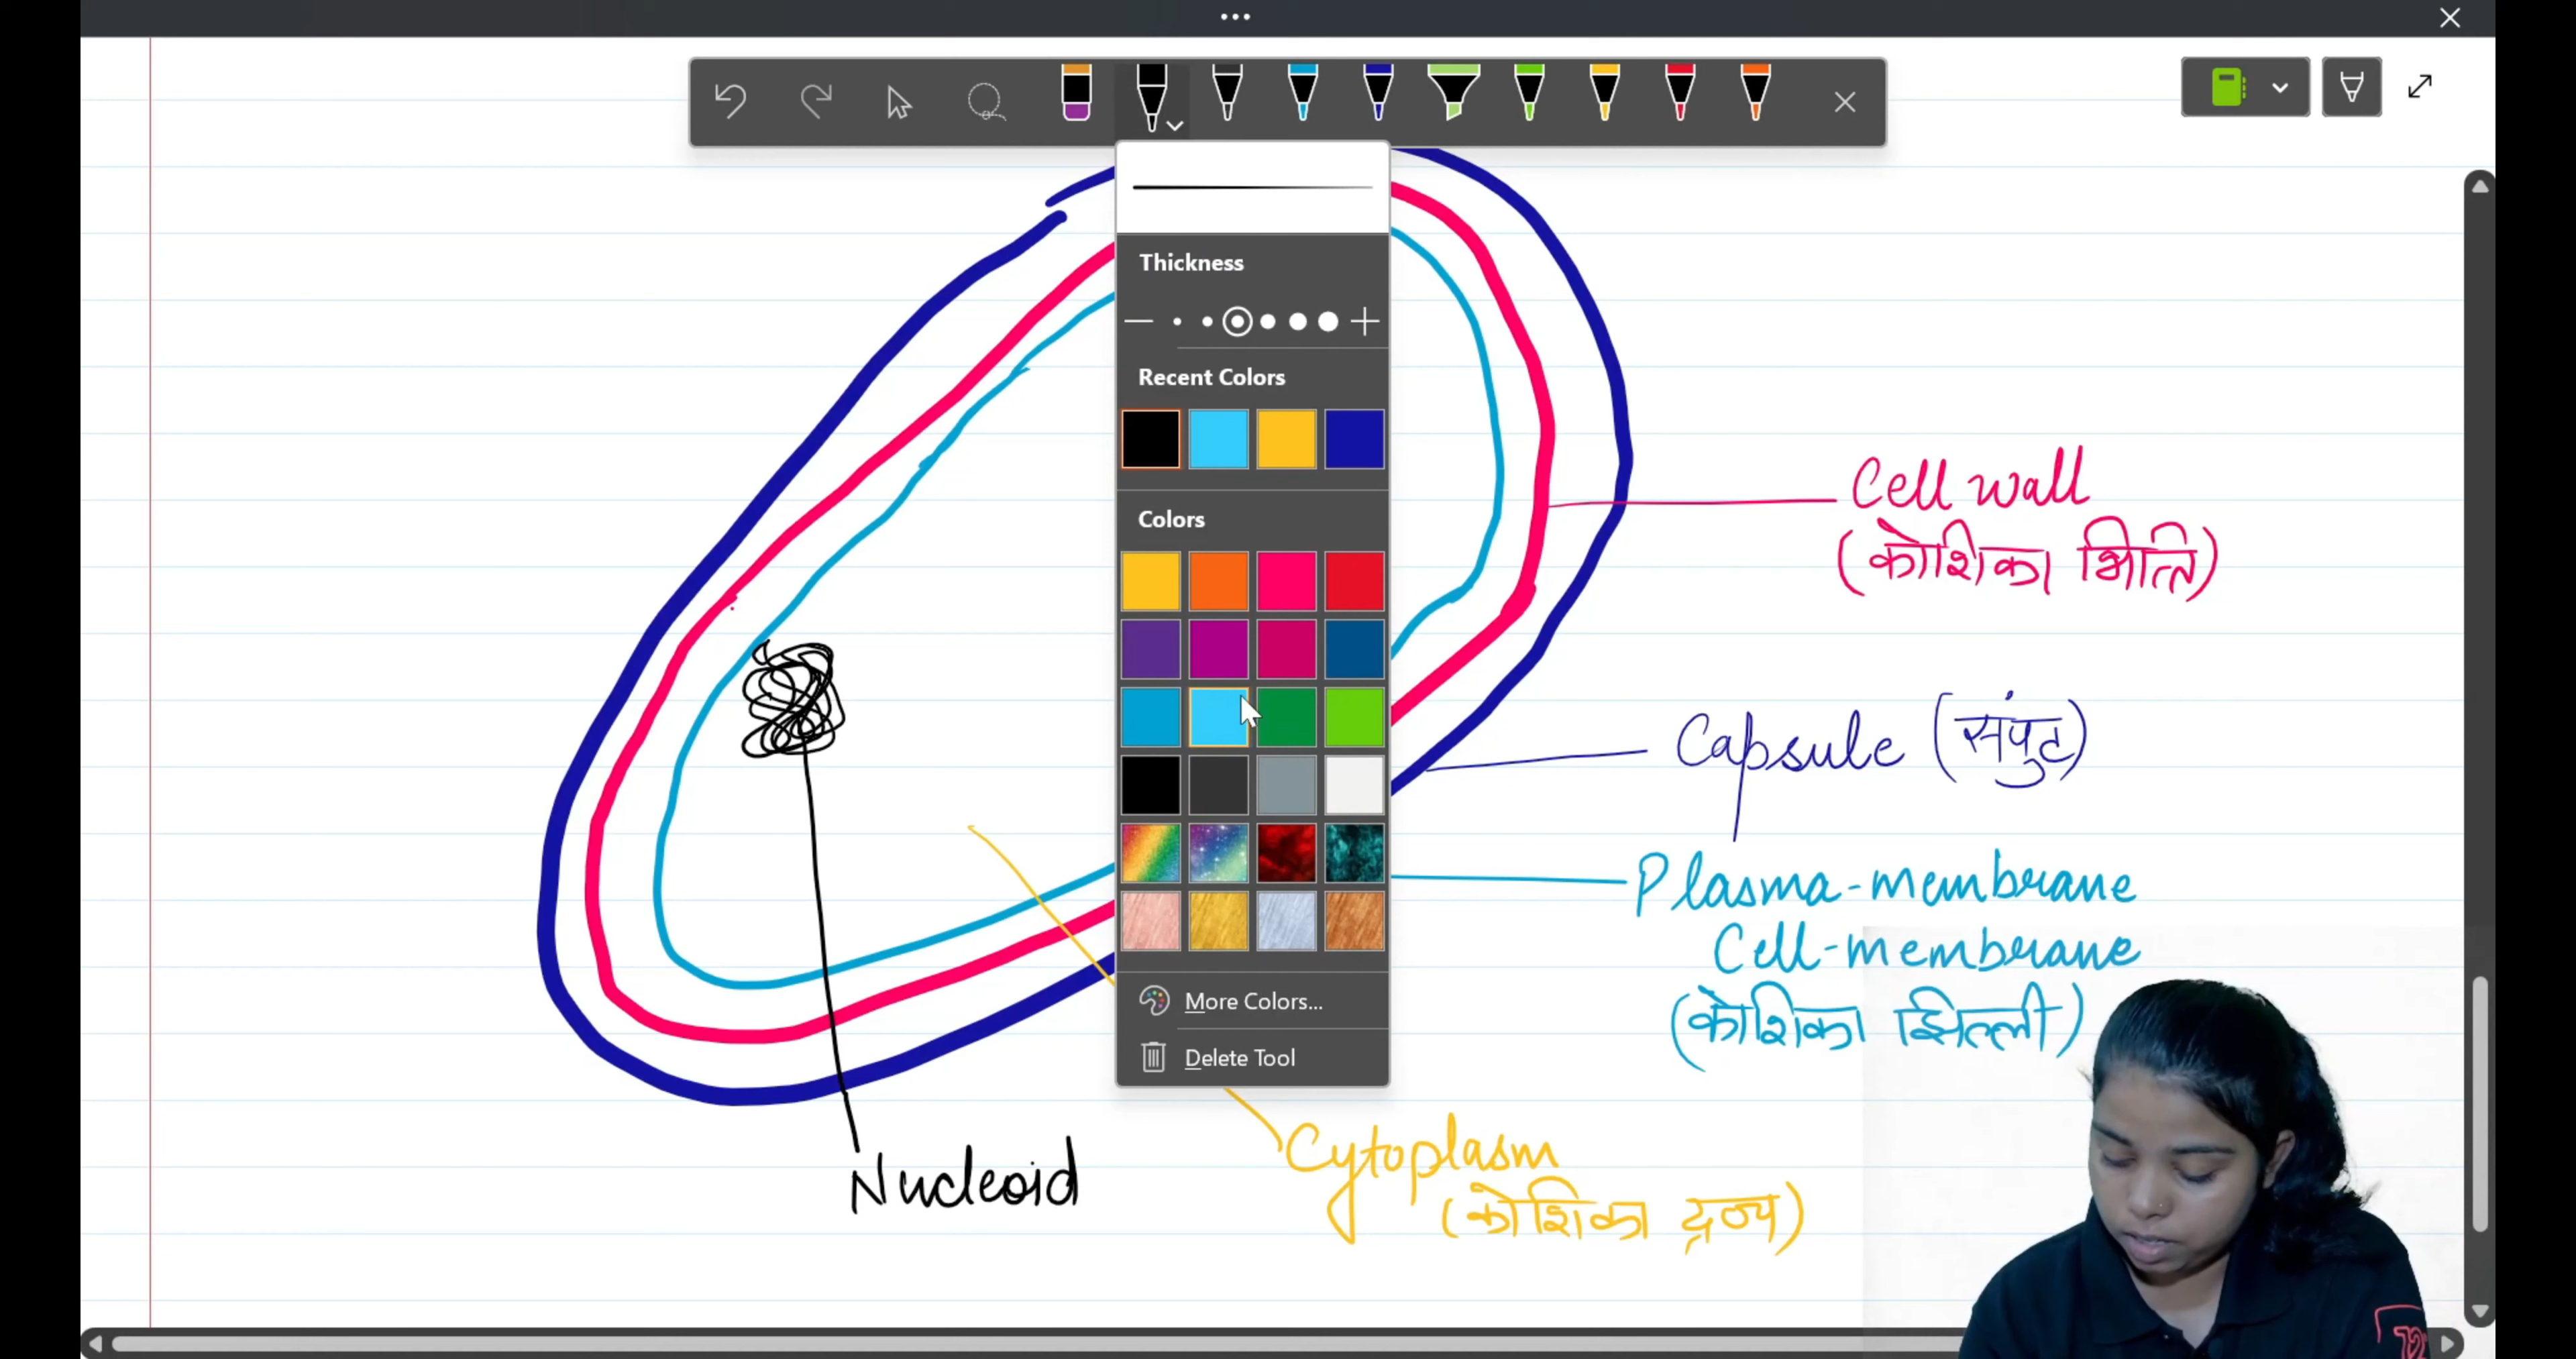 Thickness
Recent Colors
Colors
More Colors...
Delete Tool
Cell wall
(कोशिका भित्ति)
Capsule (संपुट)
Plasma-membrane
Cell-membrane
(कोशिका झिल्ली)
Nucleoid
Cytoplasm
(कोशिका द्रव्य)